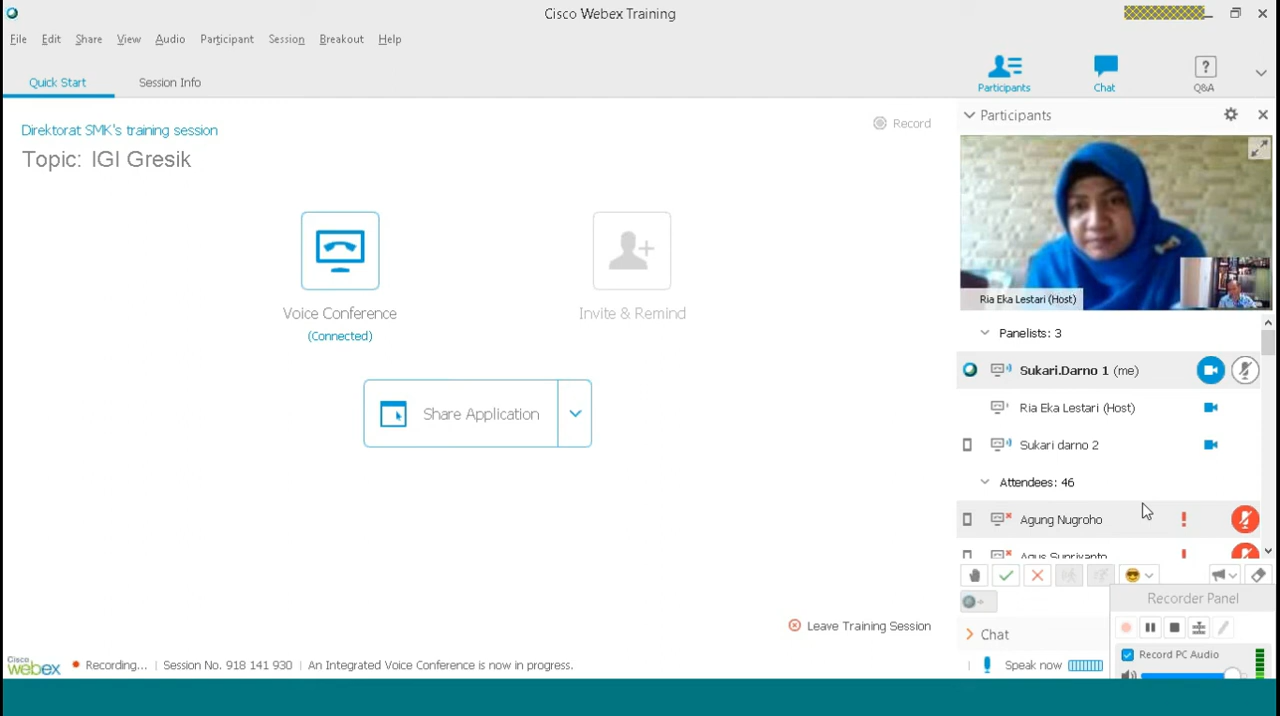 Cisco Webex Training
File Edit Share View Audio Participant Session Breakout Help
Quick Start Session Info
Participants Chat Q&A
Direktorat SMK's training session
Topic: IGI Gresik
Record
Voice Conference
(Connected)
Invite & Remind
Share Application
Leave Training Session
Participants
Ria Eka Lestari (Host)
Panelists: 3
Sukari.Darno 1 (me)
Ria Eka Lestari (Host)
Sukari darno 2
Attendees: 46
Agung Nugroho
Agus Supriyanto
Recorder Panel
Chat
Record PC Audio
Speak now
Cisco webex
Recording... Session No. 918 141 930 An Integrated Voice Conference is now in progress.